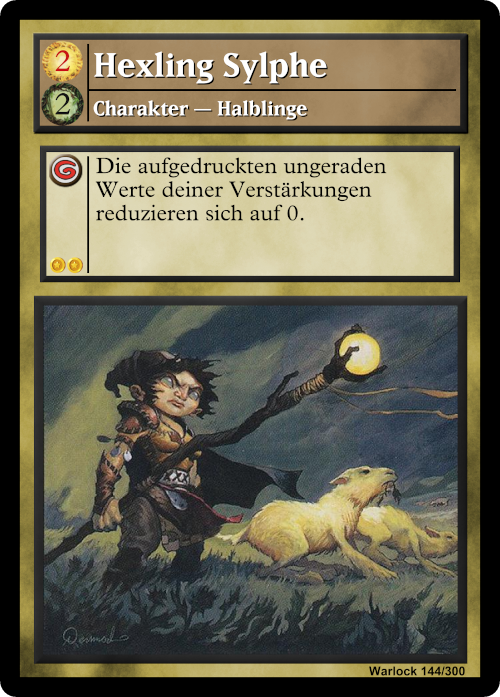 2
Hexling Sylphe
2
Charakter — Halblinge
Die aufgedruckten ungeraden
Werte deiner Verstärkungen
reduzieren sich auf 0.
Warlock 144/300